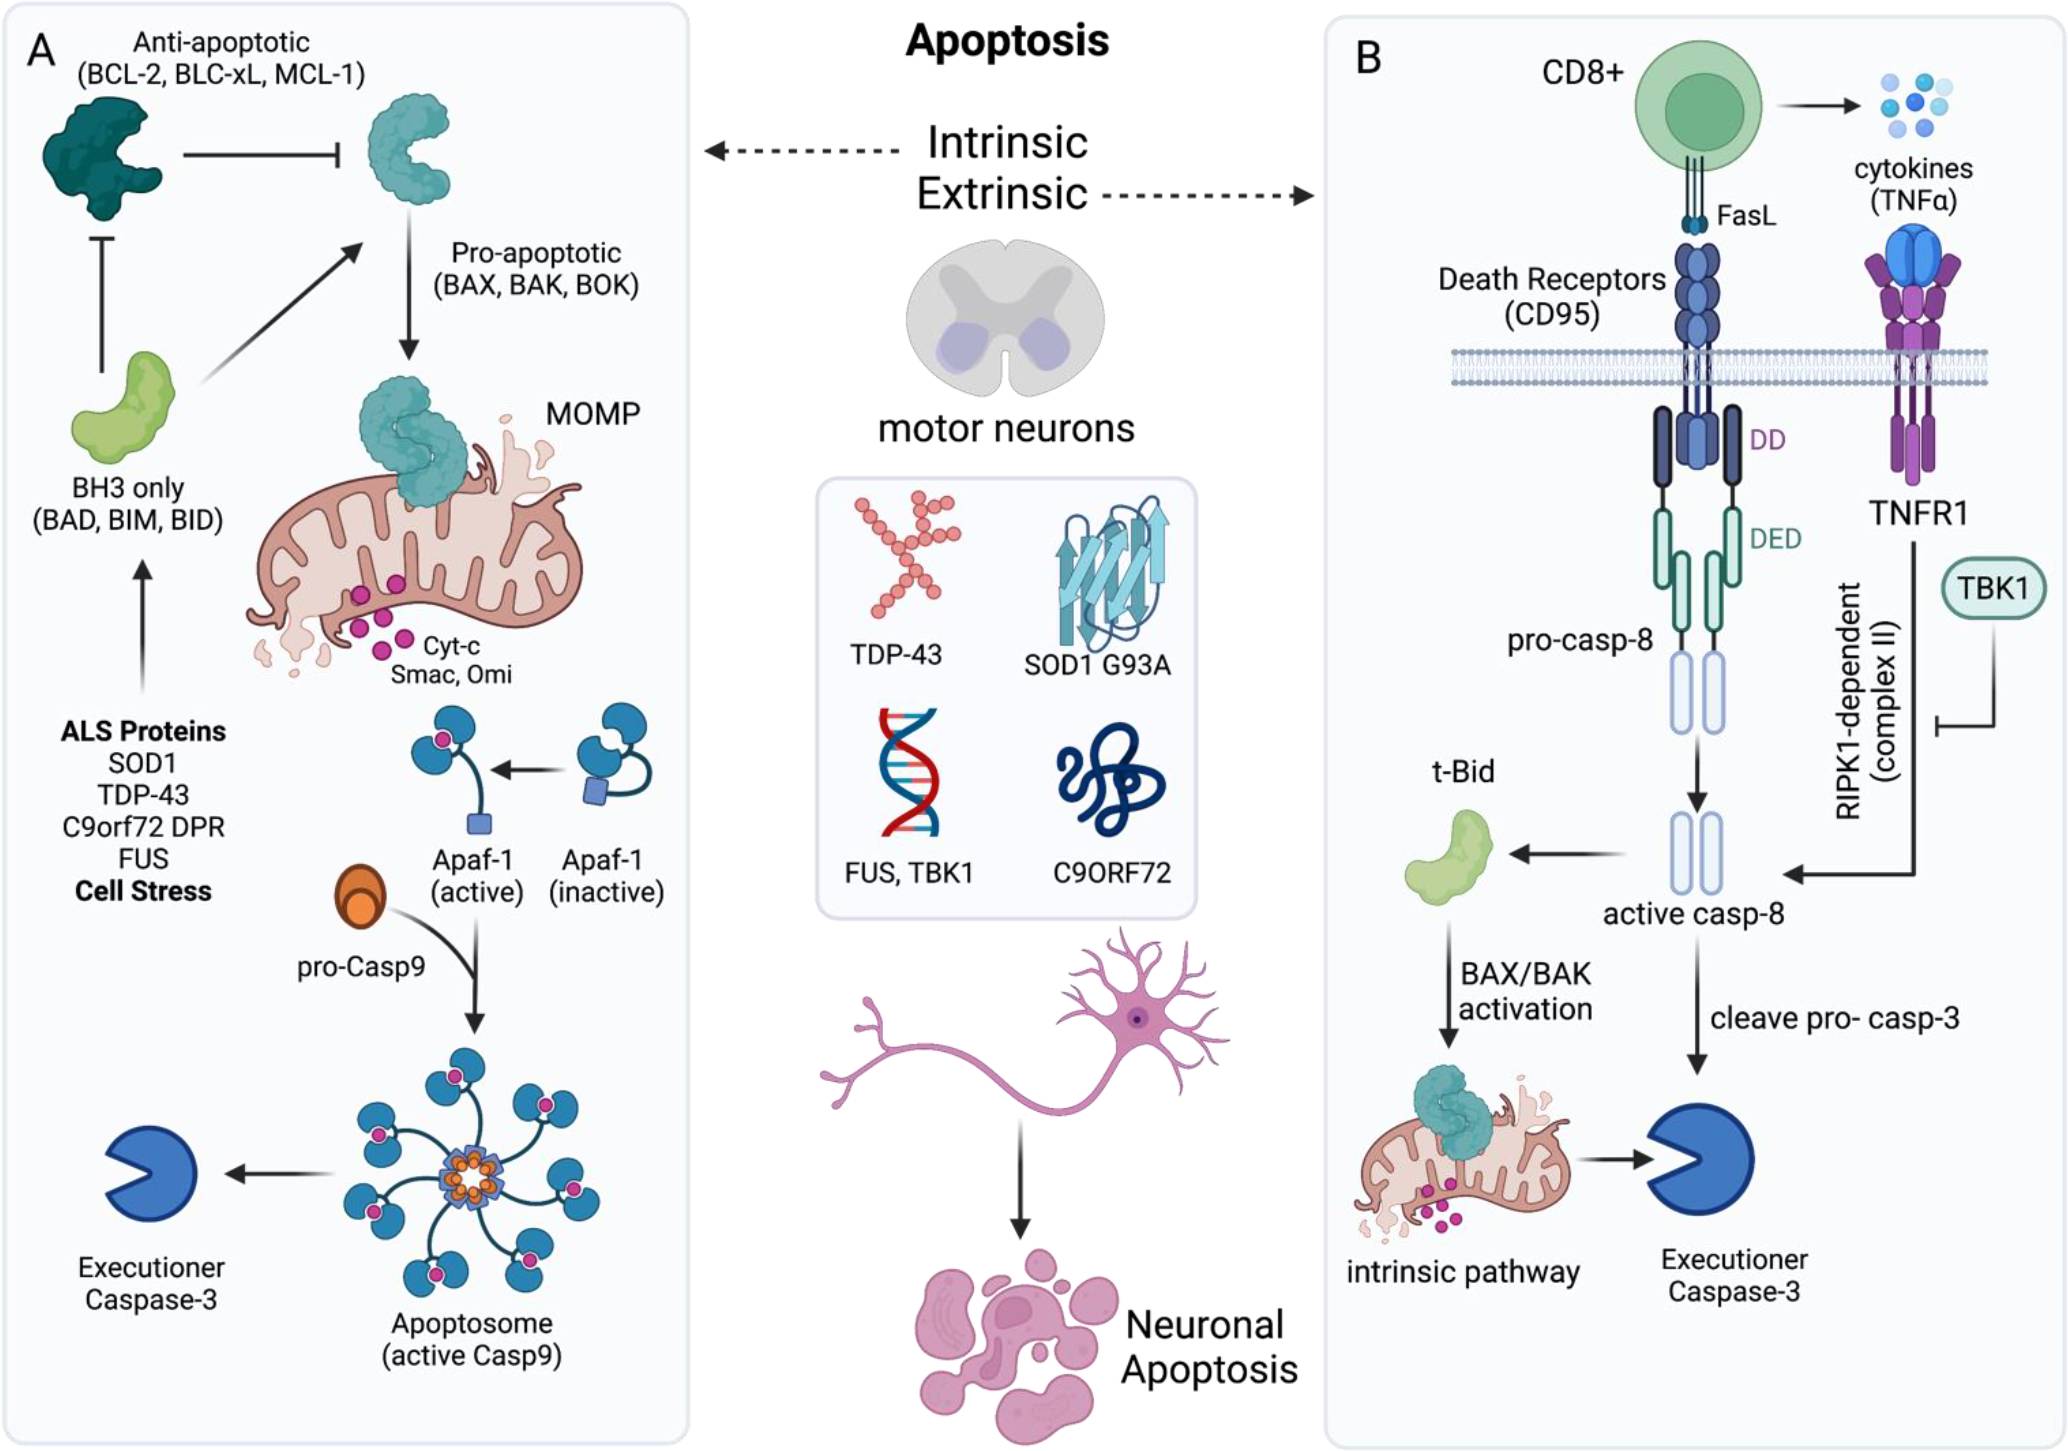 A
Anti-apoptotic
(BCL-2, BLC-xL, MCL-1)
Pro-apoptotic
(BAX, BAK, BOK)
MOMP
BH3 only
(BAD, BIM, BID)
Cyt-c
Smac, Omi
ALS Proteins
SOD1
TDP-43
C9orf72 DPR
FUS
Cell Stress
Apaf-1
(active)
Apaf-1
(inactive)
pro-Casp9
Executioner
Caspase-3
Apoptosome
(active Casp9)
Apoptosis
Intrinsic
Extrinsic
motor neurons
TDP-43
SOD1 G93A
FUS, TBK1
C9ORF72
Neuronal
Apoptosis
B
CD8+
cytokines
(TNFα)
FasL
Death Receptors
(CD95)
DD
TNFR1
DED
TBK1
pro-casp-8
RIPK1-dependent
(complex II)
t-Bid
active casp-8
BAX/BAK
activation
cleave pro- casp-3
intrinsic pathway
Executioner
Caspase-3